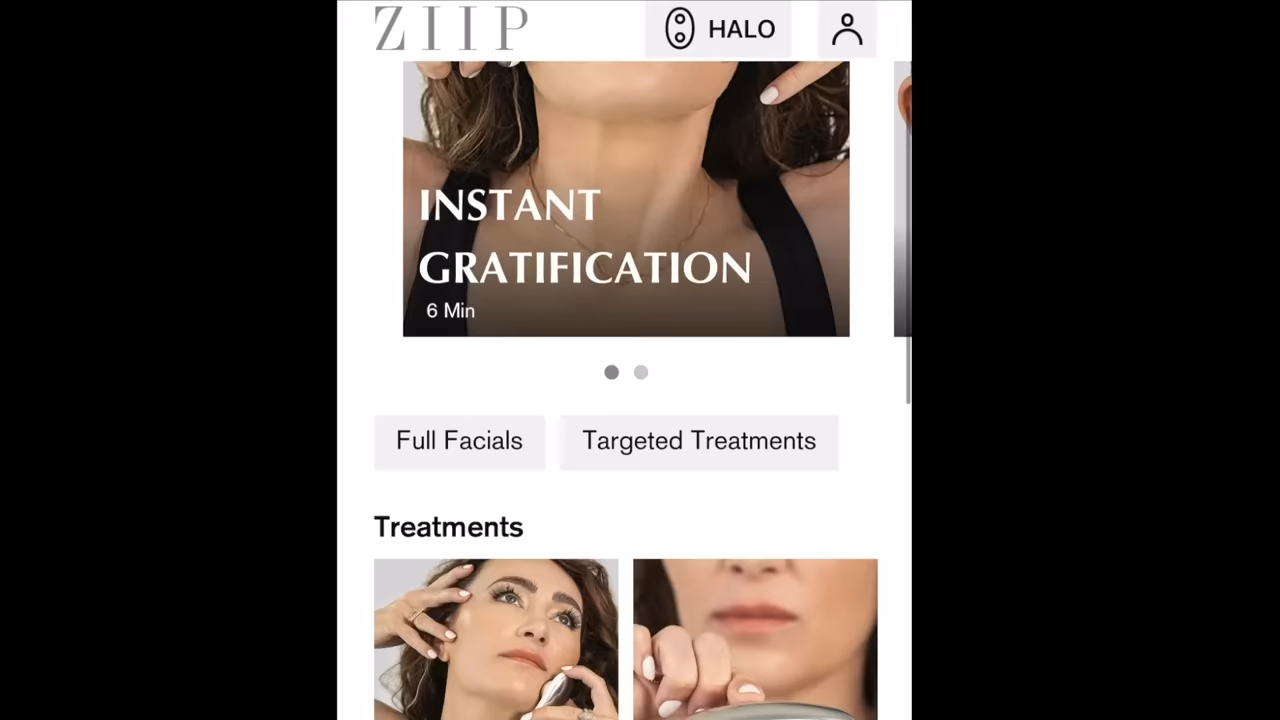 ZIIP
HALO
INSTANT
GRATIFICATION
6 Min
Full Facials
Targeted Treatments
Treatments